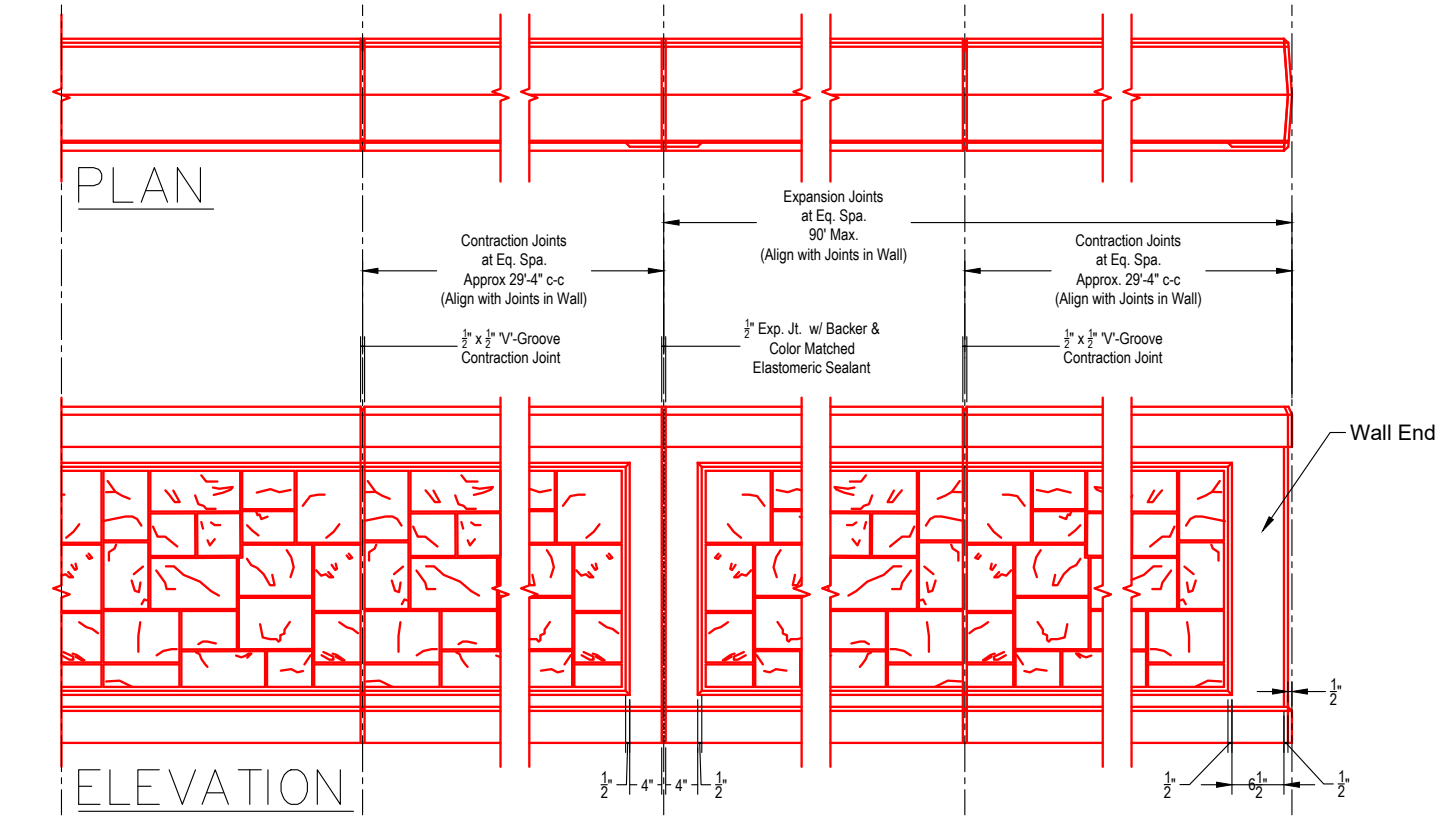 PLAN
Expansion Joints
at Eq. Spa.
90' Max.
(Align with Joints in Wall)
Contraction Joints
at Eq. Spa.
Approx 29'-4" c-c
(Align with Joints in Wall)
Contraction Joints
at Eq. Spa.
Approx. 29'-4" c-c
(Align with Joints in Wall)
1/2" x 1/2" 'V'-Groove
Contraction Joint
1/2" Exp. Jt. w/ Backer &
Color Matched
Elastomeric Sealant
1/2" x 1/2" 'V'-Groove
Contraction Joint
Wall End
1/2"
1/2" 4" 4" 1/2"
1/2" 6 1/2" 1/2"
ELEVATION